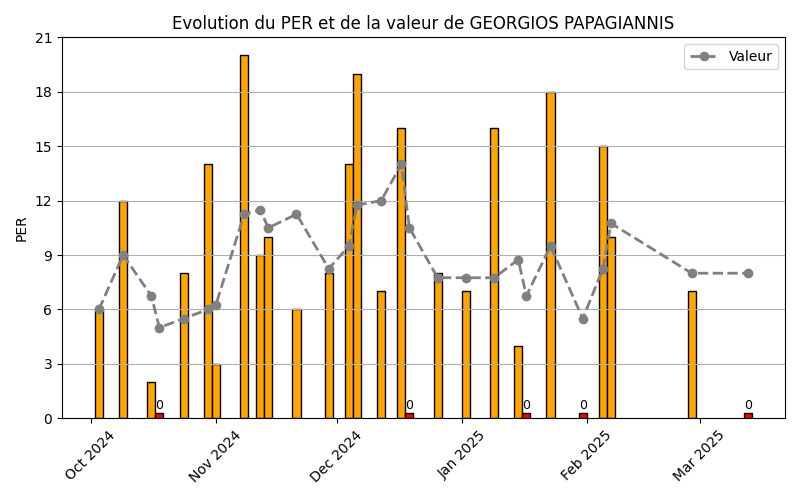 Evolution du PER et de la valeur de GEORGIOS PAPAGIANNIS
Valeur
PER
21
18
15
12
9
6
3
0
0 0 0 0 0
Oct 2024 Nov 2024 Dec 2024 Jan 2025 Feb 2025 Mar 2025